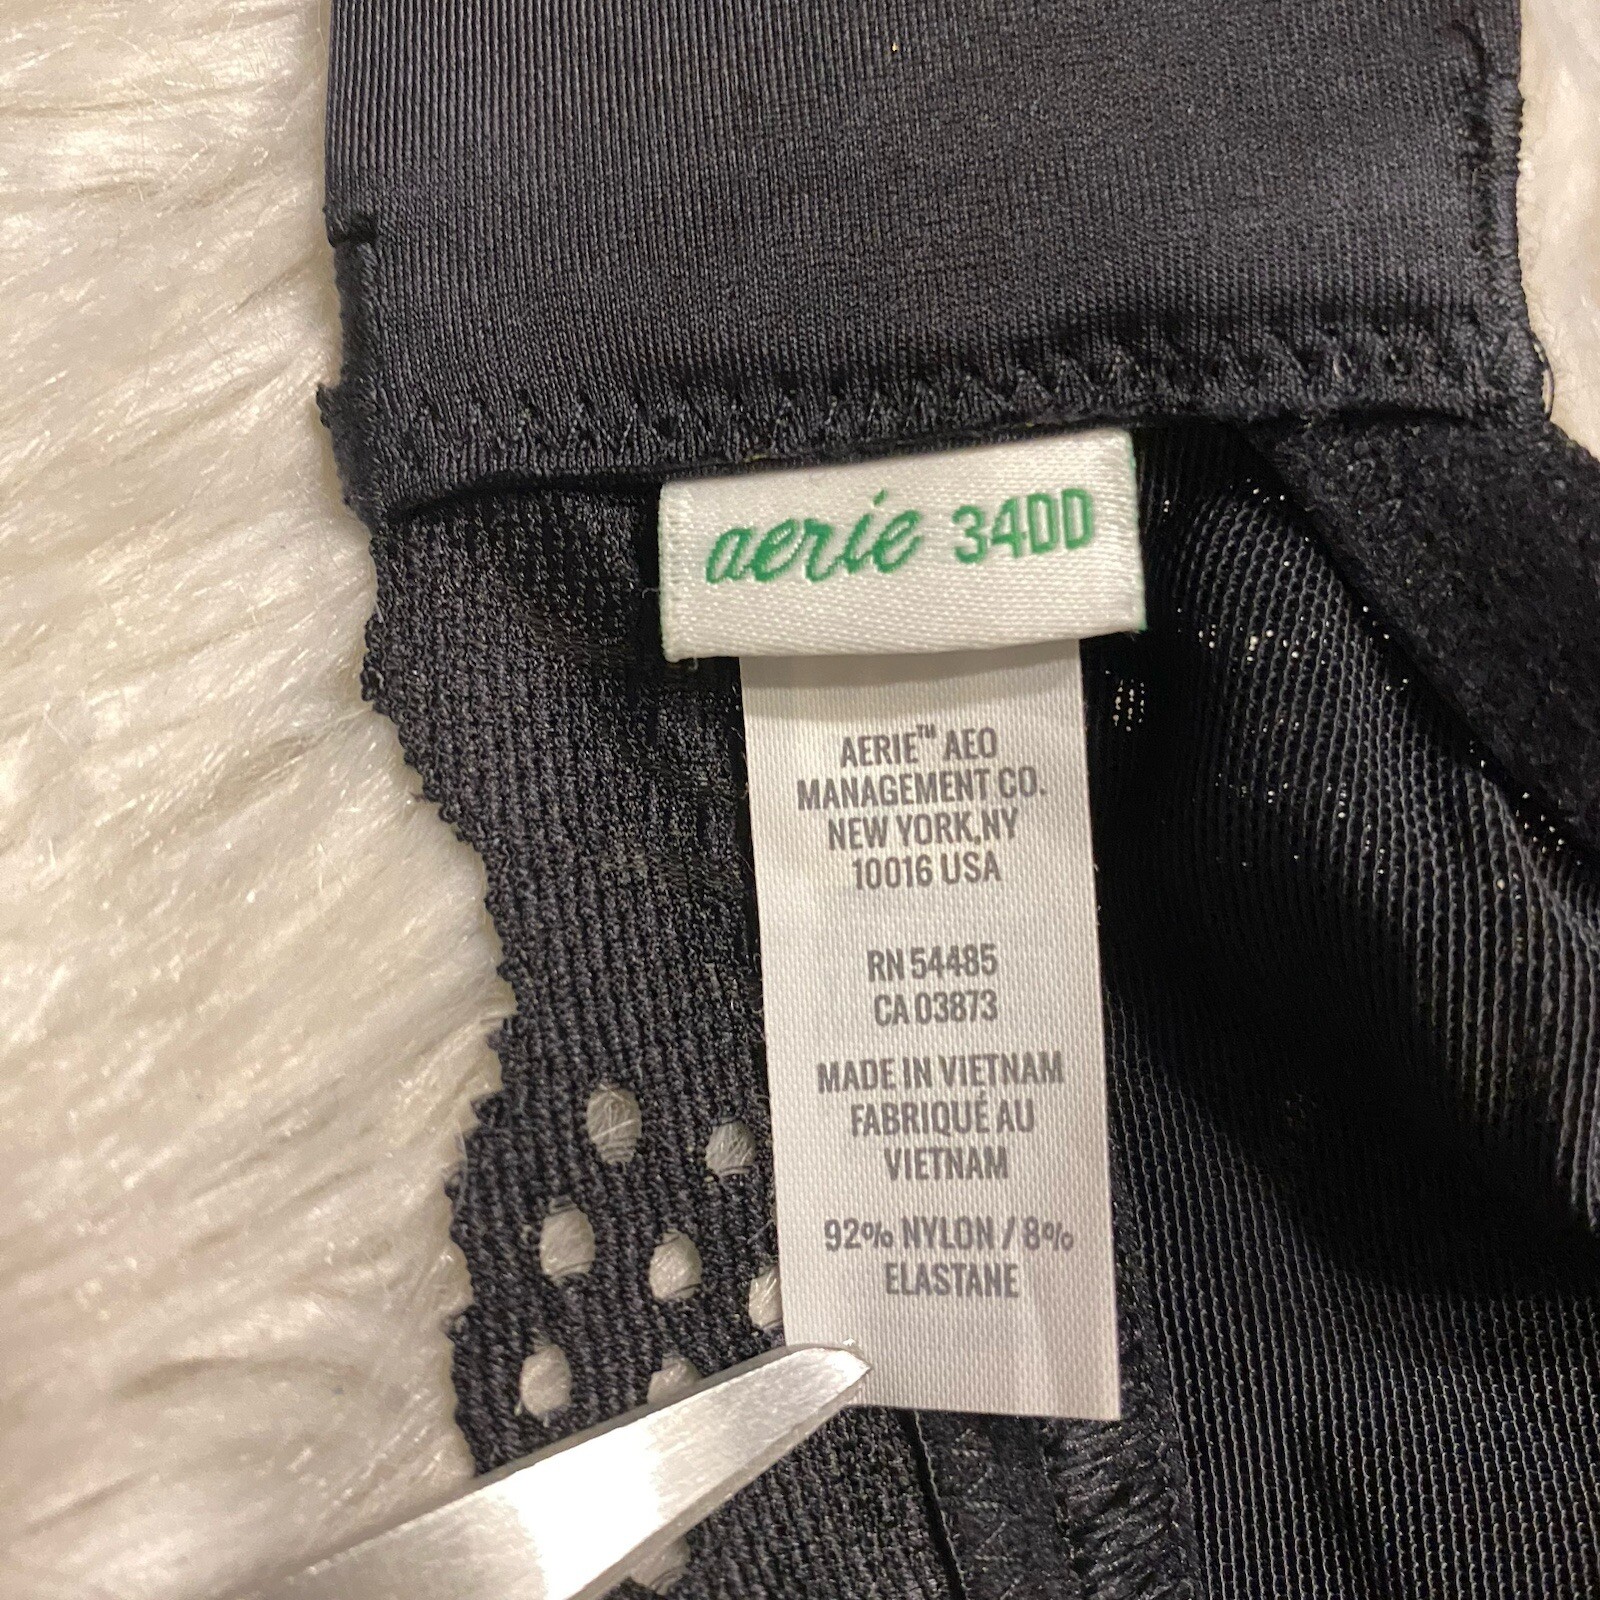 aerie 34DD
AERIE™ AEO
MANAGEMENT CO.
NEW YORK,NY
10016 USA
RN 54485
CA 03873
MADE IN VIETNAM
FABRIQUÉ AU
VIETNAM
92% NYLON / 8%
ELASTANE